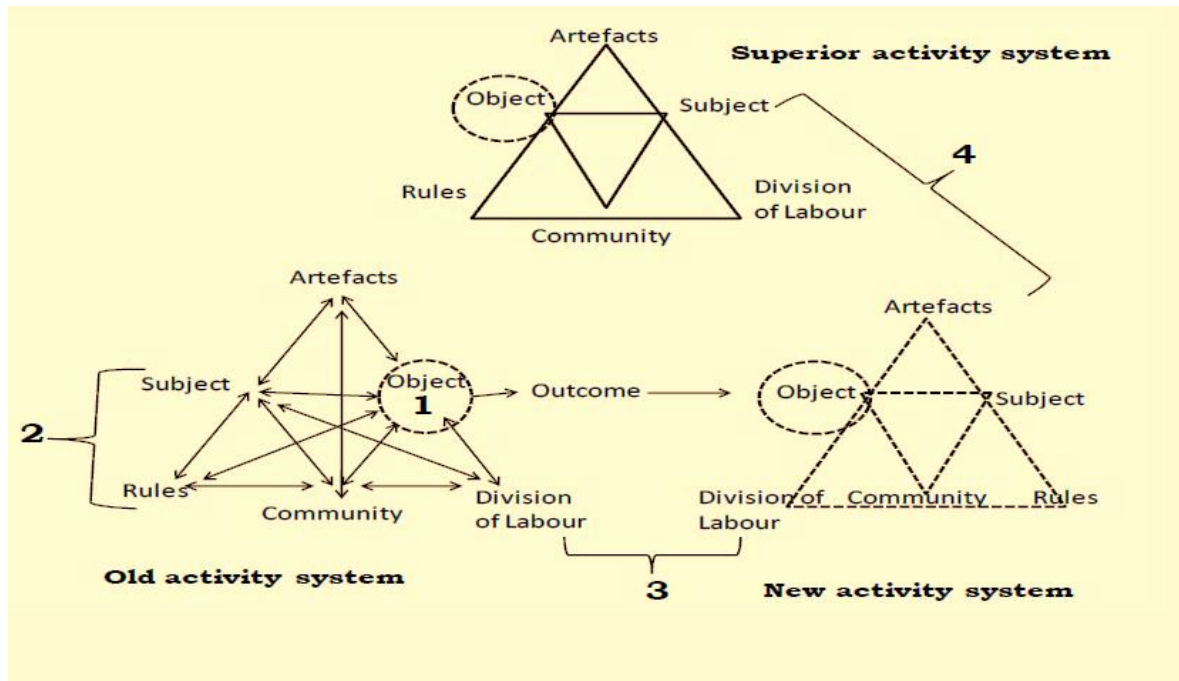 Artefacts
Superior activity system
Object
Subject
4
Rules
Division
of Labour
Community
Artefacts
Artefacts
Subject
Object
1
Outcome
Object
Subject
2
Rules
Community
Division
of Labour
Division of
Labour
Community
Rules
Old activity system
3
New activity system